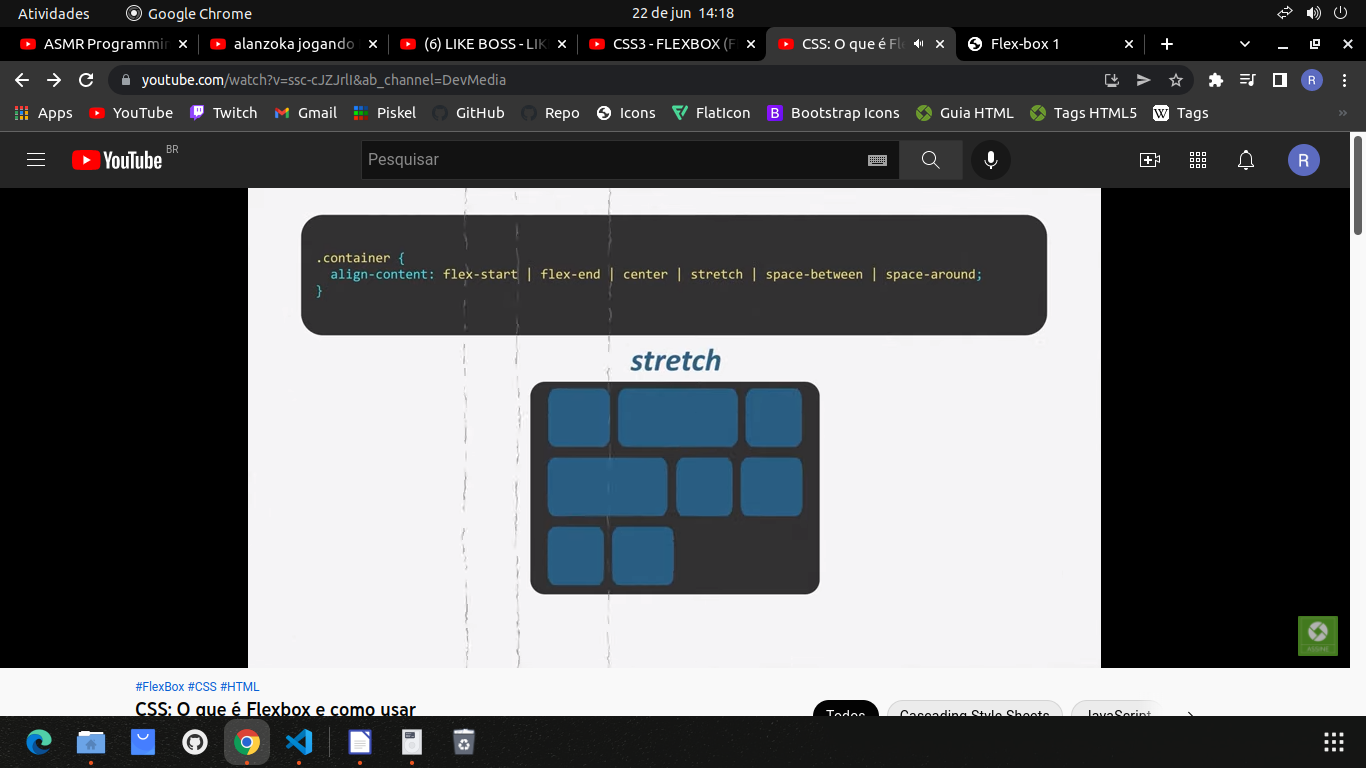 Atividades
Google Chrome
22 de jun 14:18
ASMR Programmin
alanzoka jogando
(6) LIKE BOSS - LIK
CSS3 - FLEXBOX (F
CSS: O que é Fle
Flex-box 1
youtube.com/watch?v=ssc-cJZJrlI&ab_channel=DevMedia
R
Apps
YouTube
Twitch
Gmail
Piskel
GitHub
Repo
Icons
FlatIcon
B
Bootstrap Icons
Guia HTML
Tags HTML5
W
Tags
»
YouTube
BR
Pesquisar
R
.container {
align-content: flex-start | flex-end | center | stretch | space-between | space-around;
}
stretch
#FlexBox #CSS #HTML
CSS: O que é Flexbox e como usar
Todos
Cascading Style Sheets
JavaScript